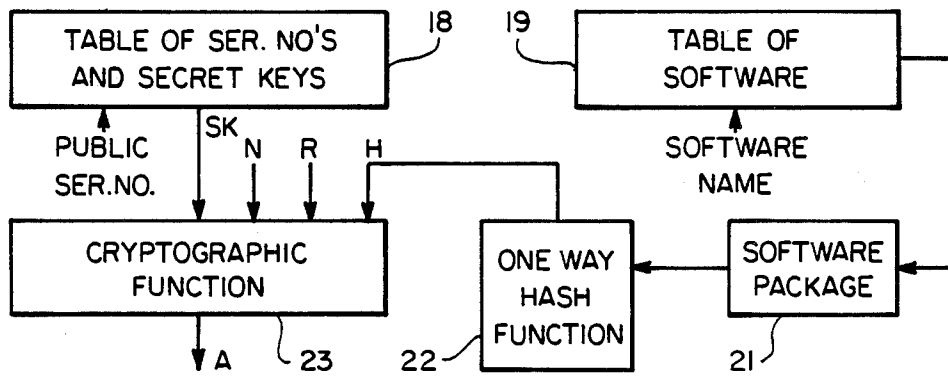 TABLE OF SER. NO'S
AND SECRET KEYS
18
19
TABLE OF
SOFTWARE
PUBLIC
SER.NO.
SK
N
R
H
SOFTWARE
NAME
CRYPTOGRAPHIC
FUNCTION
ONE WAY
HASH
FUNCTION
SOFTWARE
PACKAGE
A
23
22
21